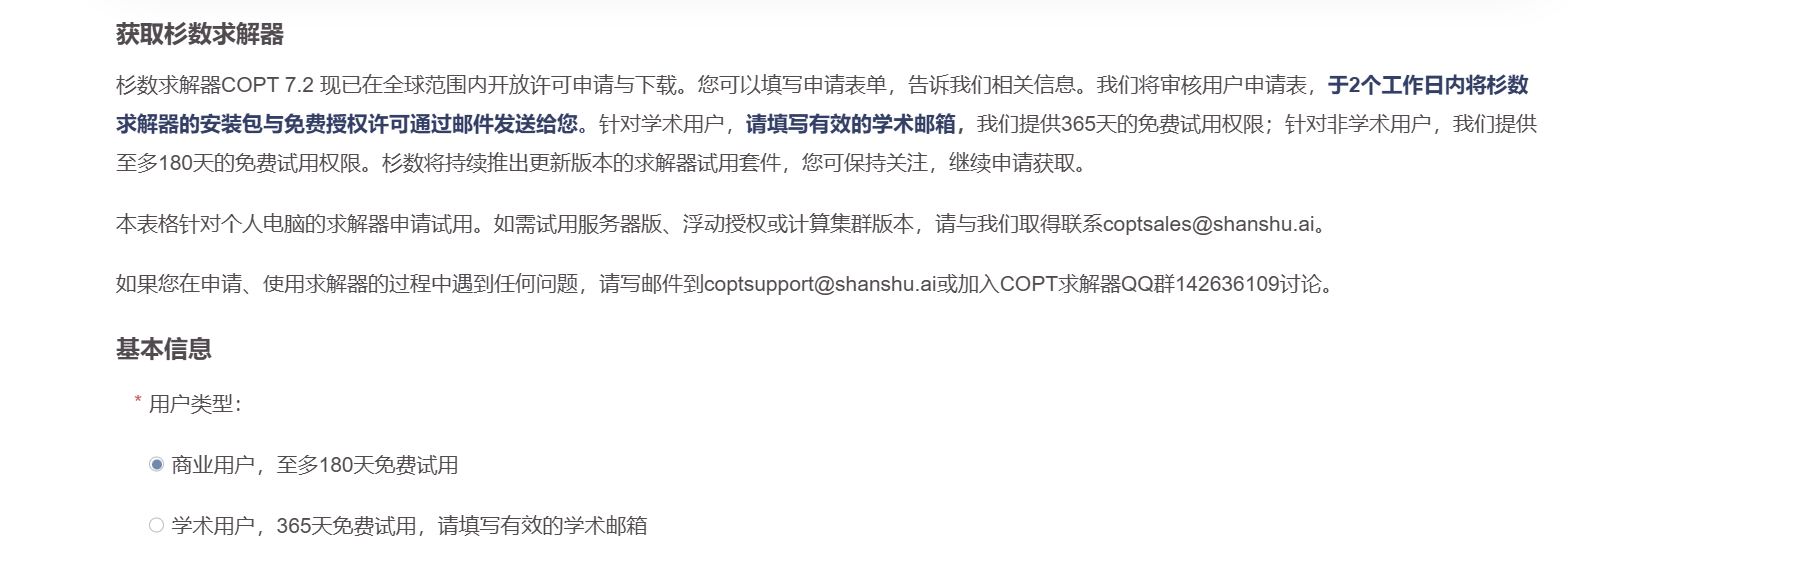 获取杉数求解器
杉数求解器COPT 7.2 现已在全球范围内开放许可申请与下载。您可以填写申请表单，告诉我们相关信息。我们将审核用户申请表，于2个工作日内将杉数
求解器的安装包与免费授权许可通过邮件发送给您。针对学术用户，请填写有效的学术邮箱，我们提供365天的免费试用权限；针对非学术用户，我们提供
至多180天的免费试用权限。杉数将持续推出更新版本的求解器试用套件，您可保持关注，继续申请获取。
本表格针对个人电脑的求解器申请试用。如需试用服务器版、浮动授权或计算集群版本，请与我们取得联系coptsales@shanshu.ai。
如果您在申请、使用求解器的过程中遇到任何问题，请写邮件到coptsupport@shanshu.ai或加入COPT求解器QQ群142636109讨论。
基本信息
* 用户类型：
商业用户，至多180天免费试用
学术用户，365天免费试用，请填写有效的学术邮箱